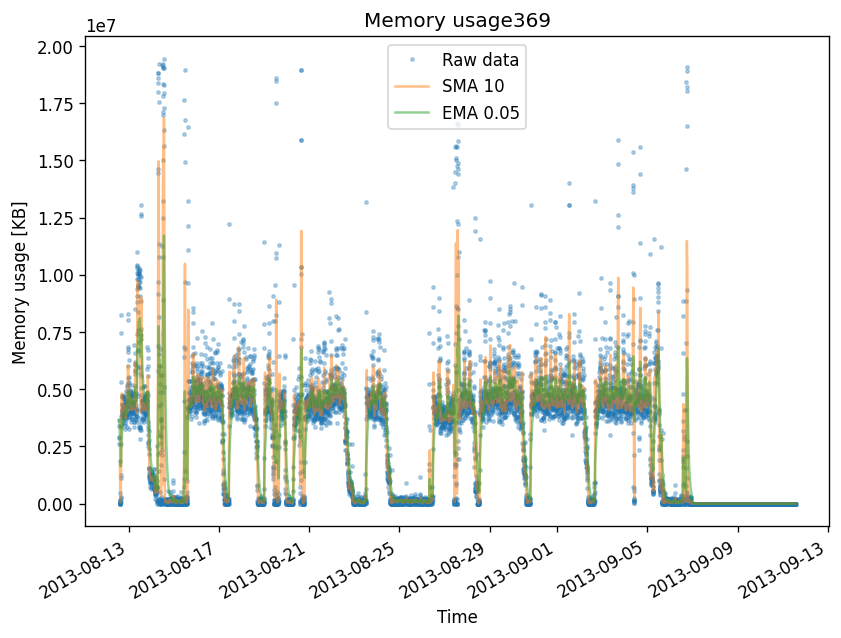 Memory usage369
1e7
Raw data
SMA 10
EMA 0.05
2.00
1.75
1.50
1.25
1.00
0.75
0.50
0.25
0.00
Memory usage [KB]
2013-08-13
2013-08-17
2013-08-21
2013-08-25
2013-08-29
2013-09-01
2013-09-05
2013-09-09
2013-09-13
Time